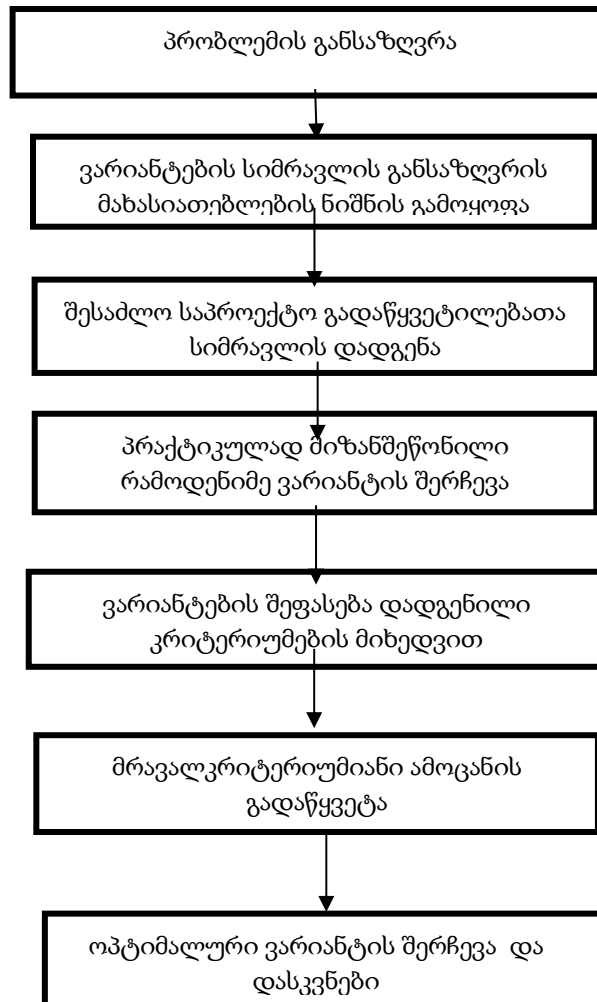 პრობლემის განსაზღვრა
ვარიანტების სიმრავლის განსაზღვრის
მახასიათებლების ნიშნის გამოყოფა
შესაძლო საპროექტო გადაწყვეტილებათა
სიმრავლის დადგენა
პრაქტიკულად მიზანშეწონილი
რამოდენიმე ვარიანტის შერჩევა
ვარიანტების შეფასება დადგენილი
კრიტერიუმების მიხედვით
მრავალკრიტერიუმიანი ამოცანის
გადაწყვეტა
ოპტიმალური ვარიანტის შერჩევა და
დასკვნები